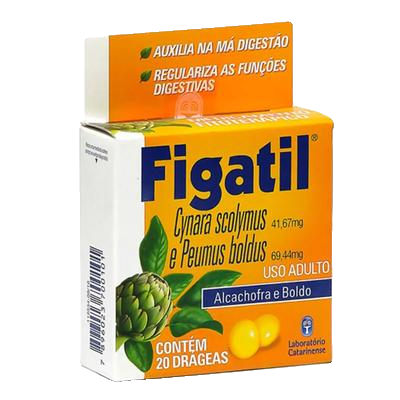 AUXILIA NA MÁ DIGESTÃO
REGULARIZA AS FUNÇÕES
DIGESTIVAS
Figatil®
Cynara scolymus 41,67mg
e Peumus boldus 69,44mg
USO ADULTO
Alcachofra e Boldo
CONTÉM
20 DRÁGEAS
Laboratório
Catarinense